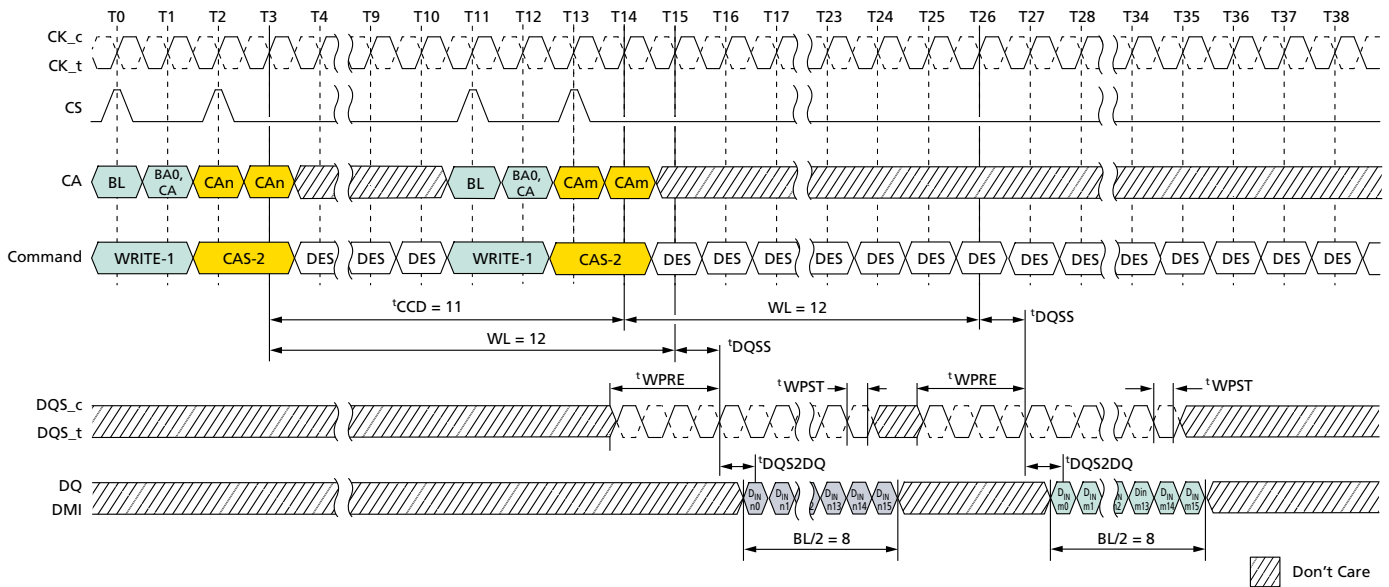 T0 T1 T2 T3 T4 T9 T10 T11 T12 T13 T14 T15 T16 T17 T23 T24 T25 T26 T27 T28 T34 T35 T36 T37 T38
CK_c
CK_t
CS
CA BL BA0, CA CAn CAn BL BA0, CA CAm CAm
Command WRITE-1 CAS-2 DES DES DES WRITE-1 CAS-2 DES DES DES DES DES DES DES DES DES DES DES DES DES DES
tCCD = 11 WL = 12 tDQSS
WL = 12 tDQSS
tWPRE tWPST tWPRE tWPST
DQS_c
DQS_t
tDQS2DQ tDQS2DQ
DQ
DMI
DIN n0 DIN n1 DIN n13 DIN n14 DIN n15 DIN m0 DIN m1 Din m13 DIN m14 DIN m15
BL/2 = 8 BL/2 = 8
Don't Care